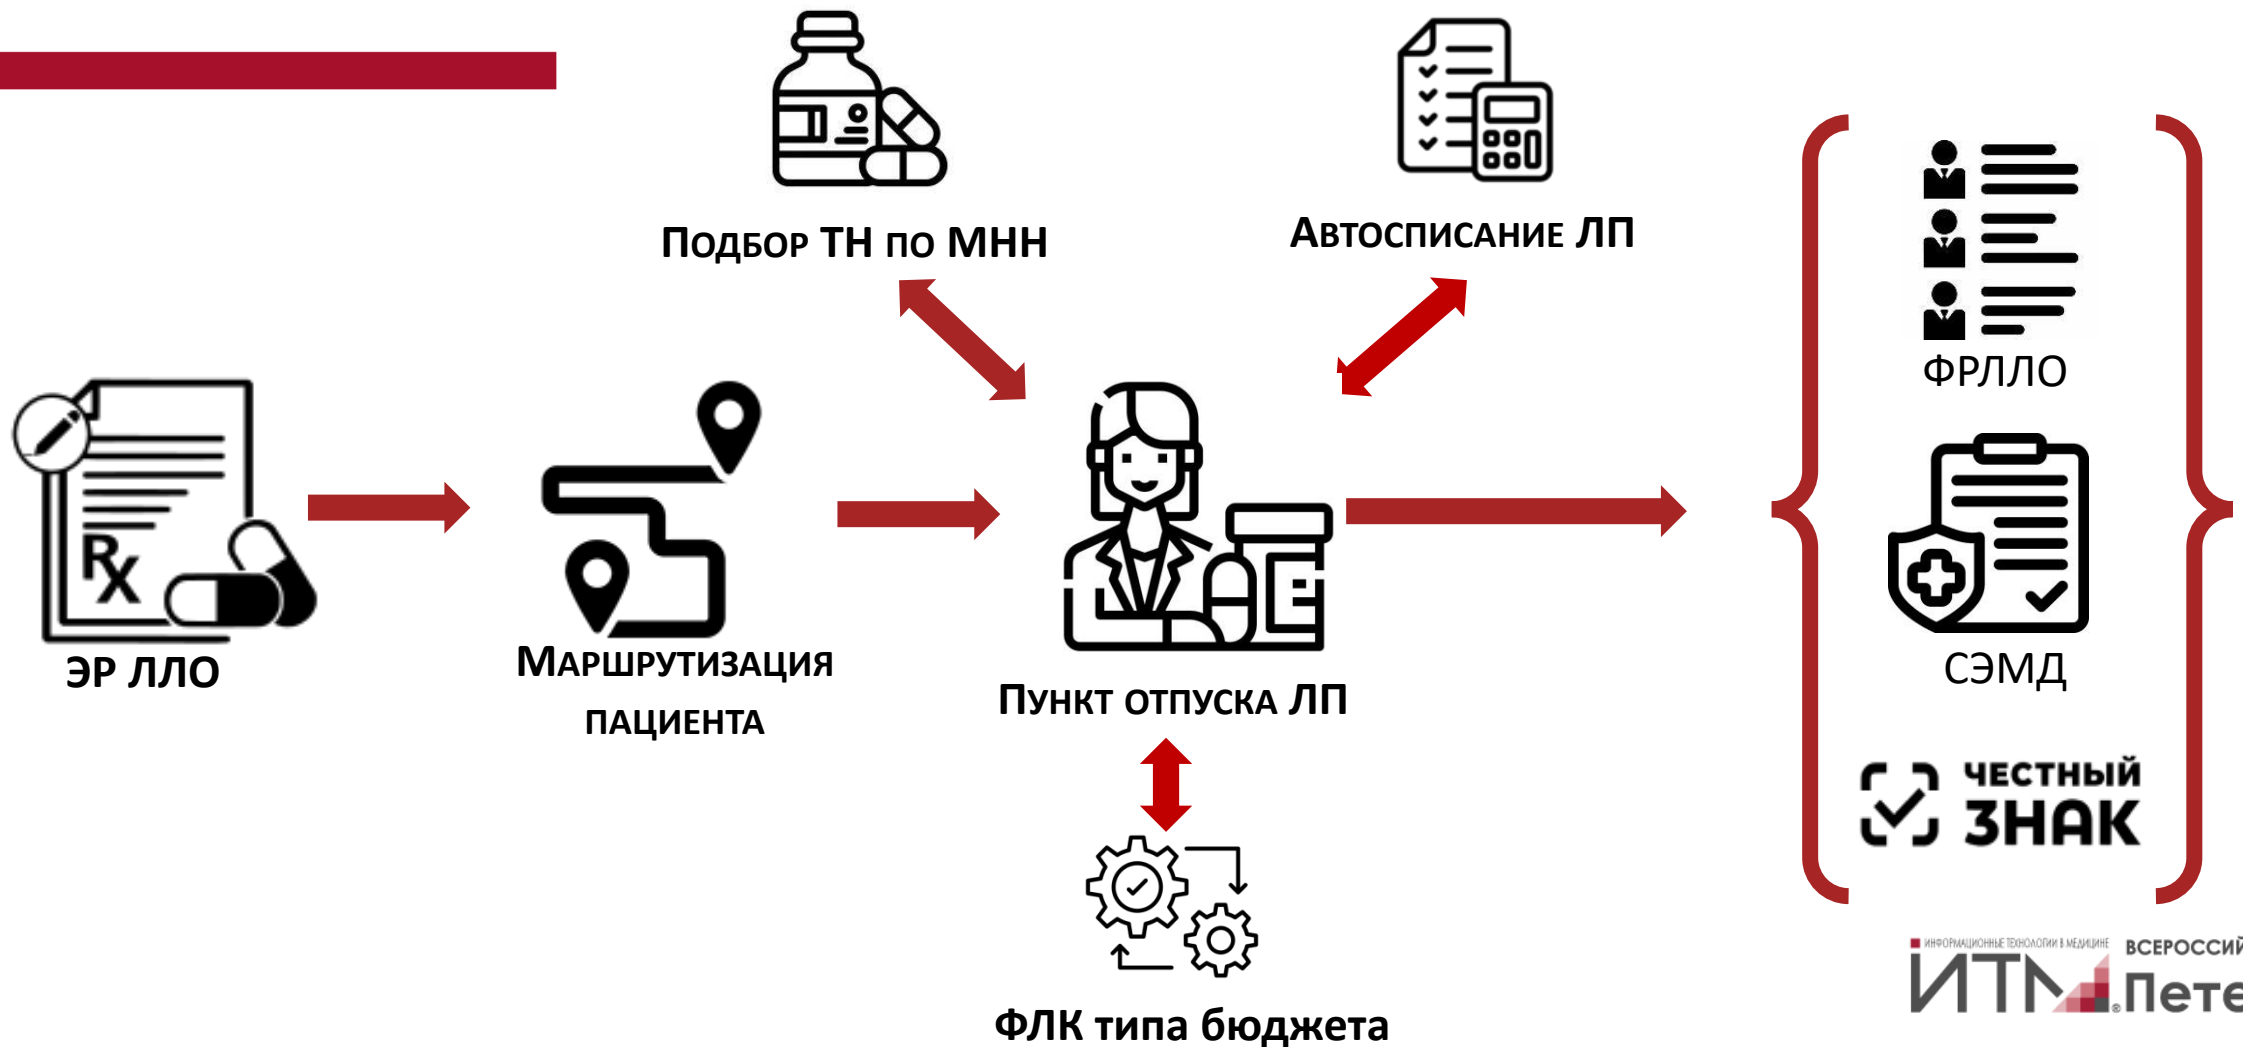 Подбор ТН по МНН
Автосписание ЛП
ФРЛЛО
Rx
ЭР ЛЛО
Маршрутизация
пациента
Пункт отпуска ЛП
СЭМД
ЧЕСТНЫЙ
ЗНАК
ФЛК типа бюджета
ИНФОРМАЦИОННЫЕ ТЕХНОЛОГИИ В МЕДИЦИНЕ
ИТМ®
ВСЕРОССИЙ
Пете